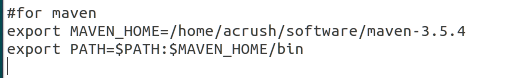 #for maven
export MAVEN_HOME=/home/acrush/software/maven-3.5.4
export PATH=$PATH:$MAVEN_HOME/bin